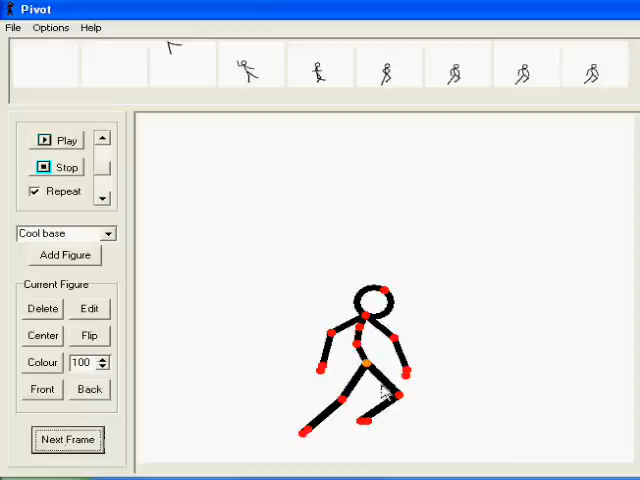 Pivot
File Options Help
Play
Stop
Repeat
Cool base
Add Figure
Current Figure
Delete Edit
Center Flip
Colour 100
Front Back
Next Frame